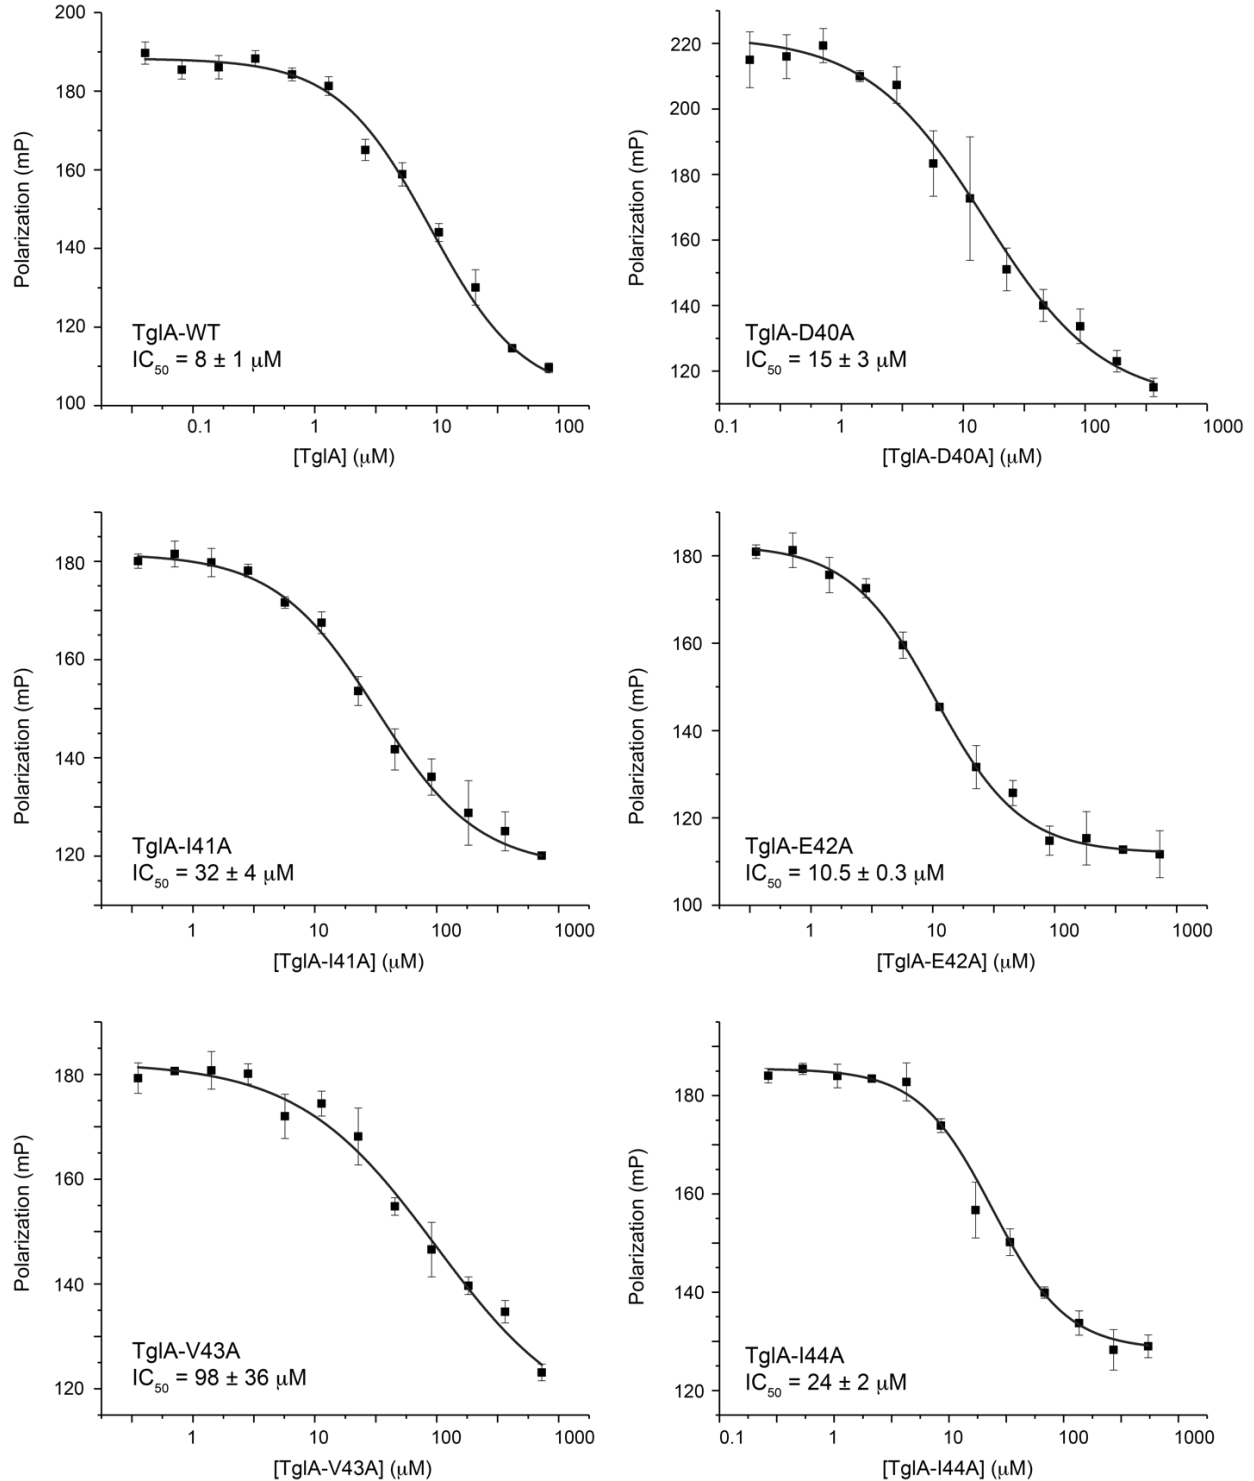 200
180
160
140
120
100
Polarization (mP)
TglA-WT
IC50 = 8 ± 1 μM
0.1 1 10 100
[TglA] (μM)
220
200
180
160
140
120
Polarization (mP)
TglA-D40A
IC50 = 15 ± 3 μM
0.1 1 10 100 1000
[TglA-D40A] (μM)
180
160
140
120
Polarization (mP)
TglA-I41A
IC50 = 32 ± 4 μM
1 10 100 1000
[TglA-I41A] (μM)
180
160
140
120
100
Polarization (mP)
TglA-E42A
IC50 = 10.5 ± 0.3 μM
1 10 100 1000
[TglA-E42A] (μM)
180
160
140
120
Polarization (mP)
TglA-V43A
IC50 = 98 ± 36 μM
1 10 100 1000
[TglA-V43A] (μM)
180
160
140
120
Polarization (mP)
TglA-I44A
IC50 = 24 ± 2 μM
0.1 1 10 100 1000
[TglA-I44A] (μM)